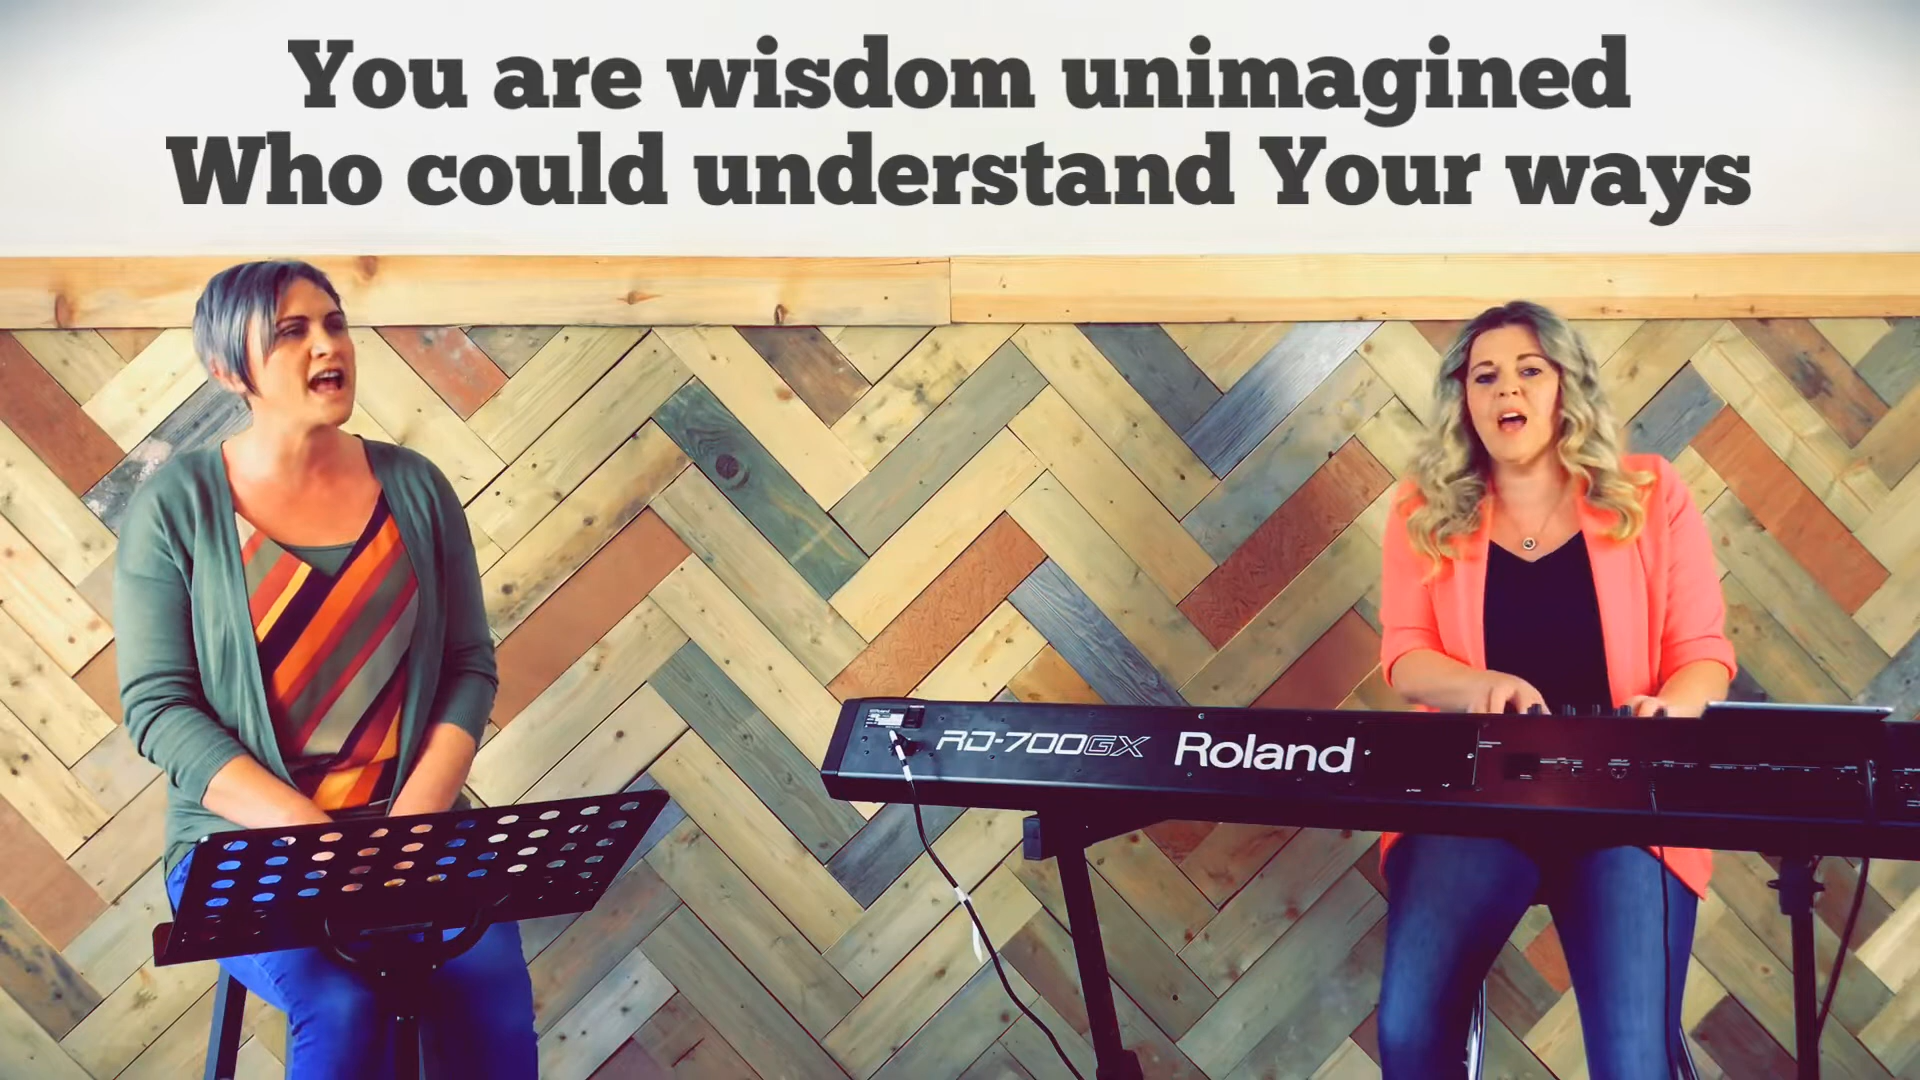 You are wisdom unimagined
Who could understand Your ways
RD-700GX Roland